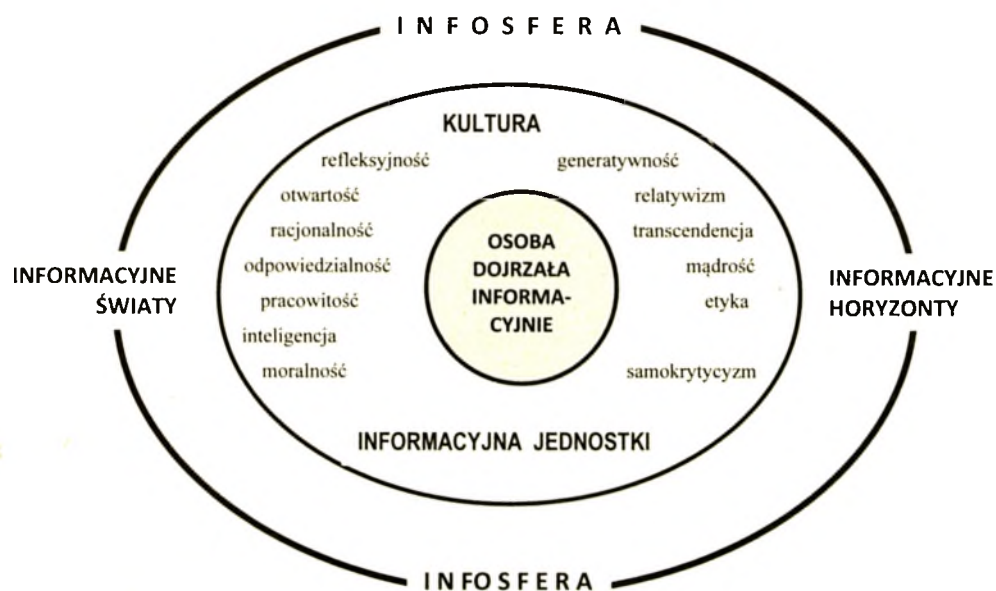 INFOSFERA
KULTURA
refleksyjność
generatywność
otwartość
relatywizm
racjonalność
transcendencja
odpowiedzialność
mądrość
pracowitość
etyka
inteligencja
moralność
samokrytycyzm
OSOBA
DOJRZAŁA
INFORMA-
CYJNIE
INFORMACYJNE
ŚWIATY
INFORMACYJNE
HORYZONTY
INFORMACYJNA JEDNOSTKI
INFOSFERA